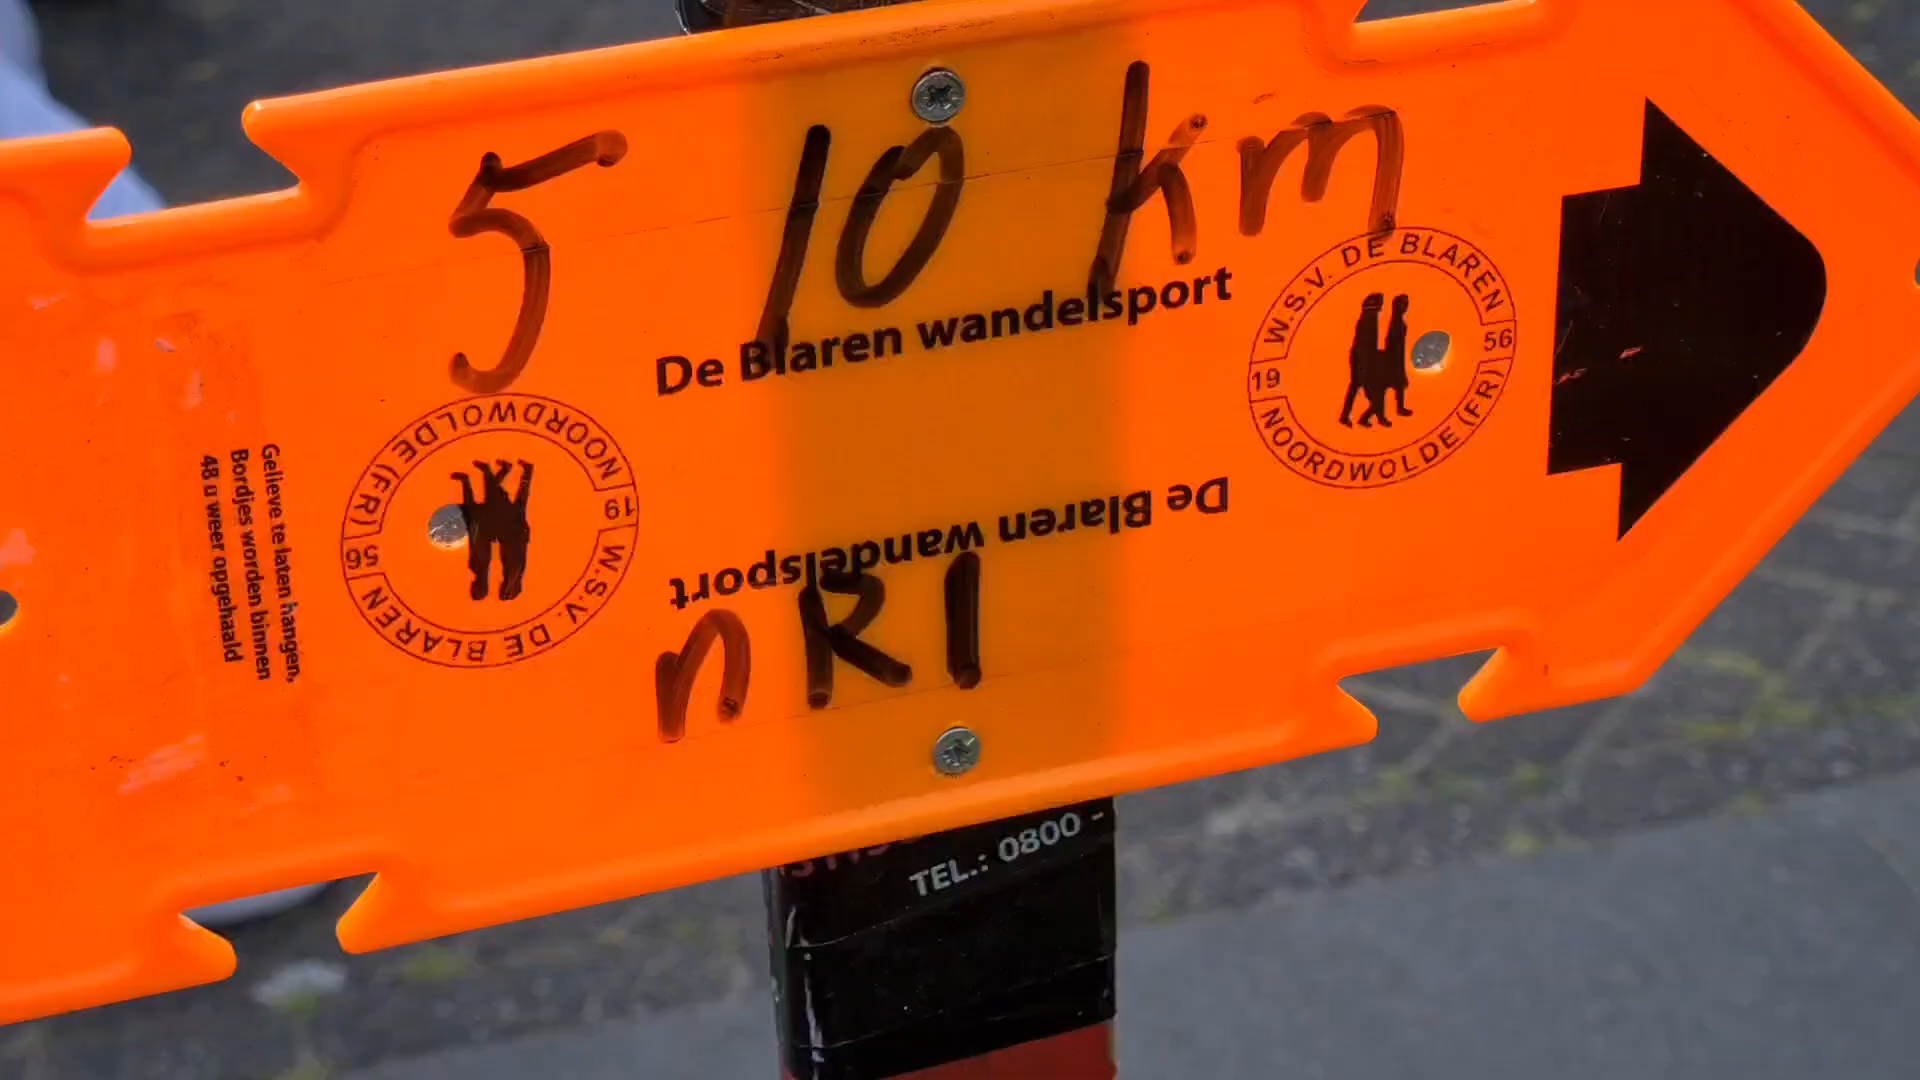 5 10 km
De Blaren wandelsport
W.S.V. DE BLAREN
19 56
NOORDWOLDE (FR)
De Blaren wandelsport
W.S.V. DE BLAREN
19 56
NOORDWOLDE (FR)
Gelieve te laten hangen,
Bordjes worden binnen
48 u weer opgehaald
nRI
TEL.: 0800 -